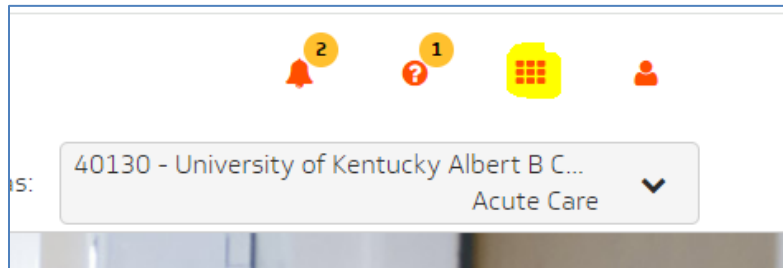 2
1
as:
40130 - University of Kentucky Albert B C...
Acute Care